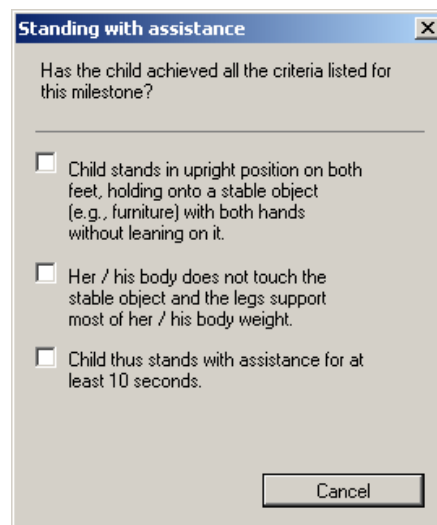 Standing with assistance
Has the child achieved all the criteria listed for
this milestone?
Child stands in upright position on both
feet, holding onto a stable object
(e.g., furniture) with both hands
without leaning on it.
Her / his body does not touch the
stable object and the legs support
most of her / his body weight.
Child thus stands with assistance for at
least 10 seconds.
Cancel